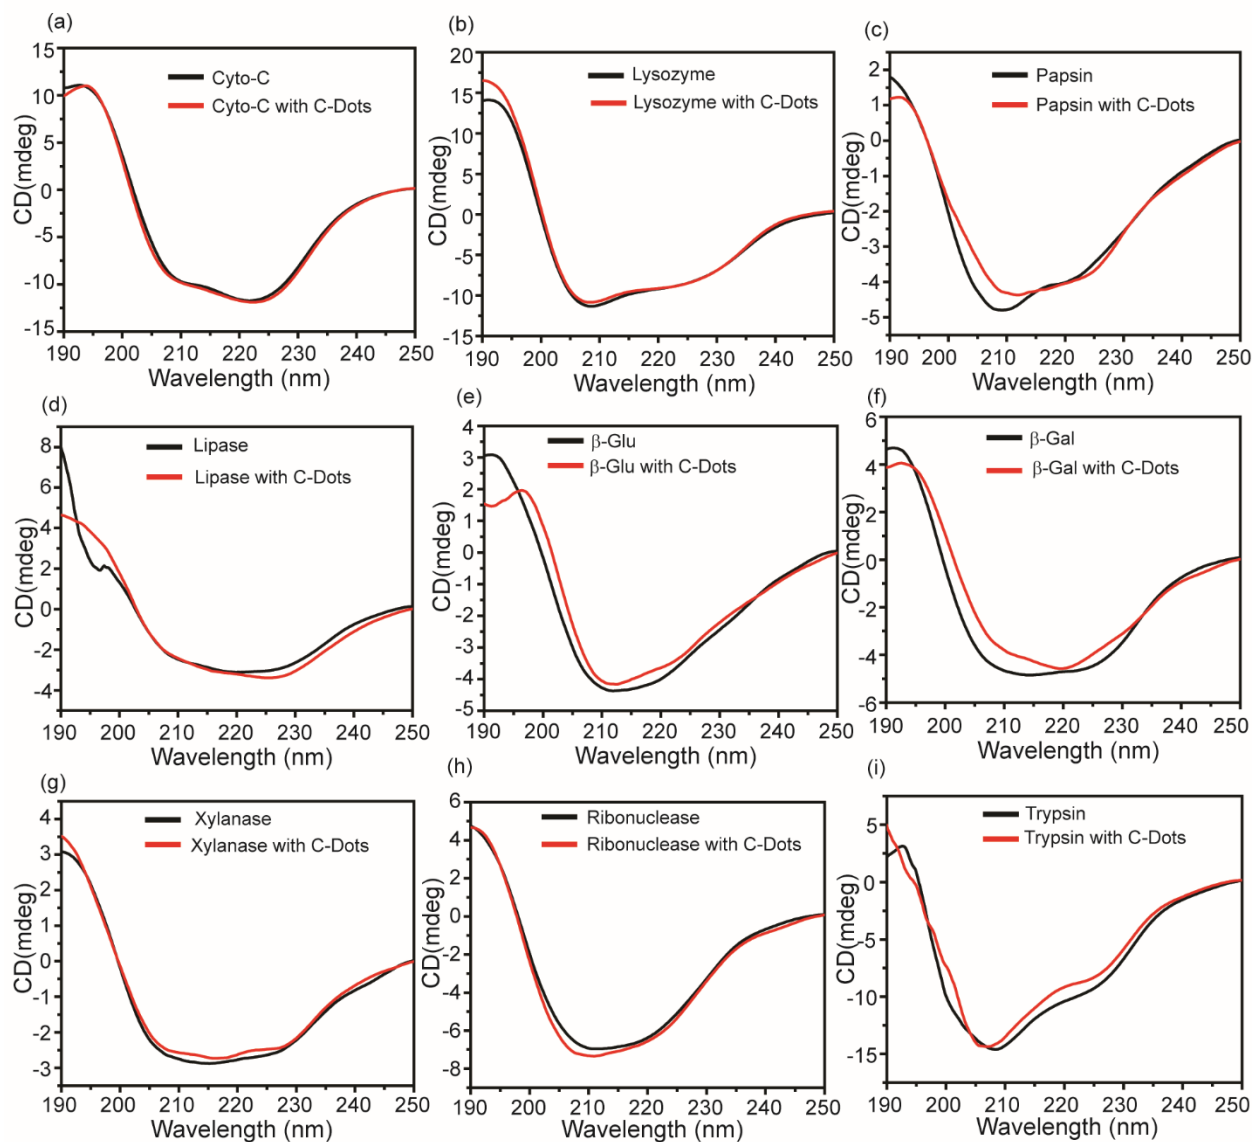 (a)
Cyto-C
Cyto-C with C-Dots
CD(mdeg)
15
10
5
0
-5
-10
-15
190 200 210 220 230 240 250
Wavelength (nm)
(b)
Lysozyme
Lysozyme with C-Dots
CD(mdeg)
20
15
10
5
0
-5
-10
-15
190 200 210 220 230 240 250
Wavelength (nm)
(c)
Papsin
Papsin with C-Dots
CD(mdeg)
2
1
0
-1
-2
-3
-4
-5
190 200 210 220 230 240 250
Wavelength (nm)
(d)
Lipase
Lipase with C-Dots
CD(mdeg)
8
6
4
2
0
-2
-4
190 200 210 220 230 240 250
Wavelength (nm)
(e)
β-Glu
β-Glu with C-Dots
CD(mdeg)
4
3
2
1
0
-1
-2
-3
-4
-5
190 200 210 220 230 240 250
Wavelength (nm)
(f)
β-Gal
β-Gal with C-Dots
CD(mdeg)
6
4
2
0
-2
-4
-6
190 200 210 220 230 240 250
Wavelength (nm)
(g)
Xylanase
Xylanase with C-Dots
CD(mdeg)
4
3
2
1
0
-1
-2
-3
190 200 210 220 230 240 250
Wavelength (nm)
(h)
Ribonuclease
Ribonuclease with C-Dots
CD(mdeg)
6
4
2
0
-2
-4
-6
-8
190 200 210 220 230 240 250
Wavelength (nm)
(i)
Trypsin
Trypsin with C-Dots
CD(mdeg)
5
0
-5
-10
-15
190 200 210 220 230 240 250
Wavelength (nm)